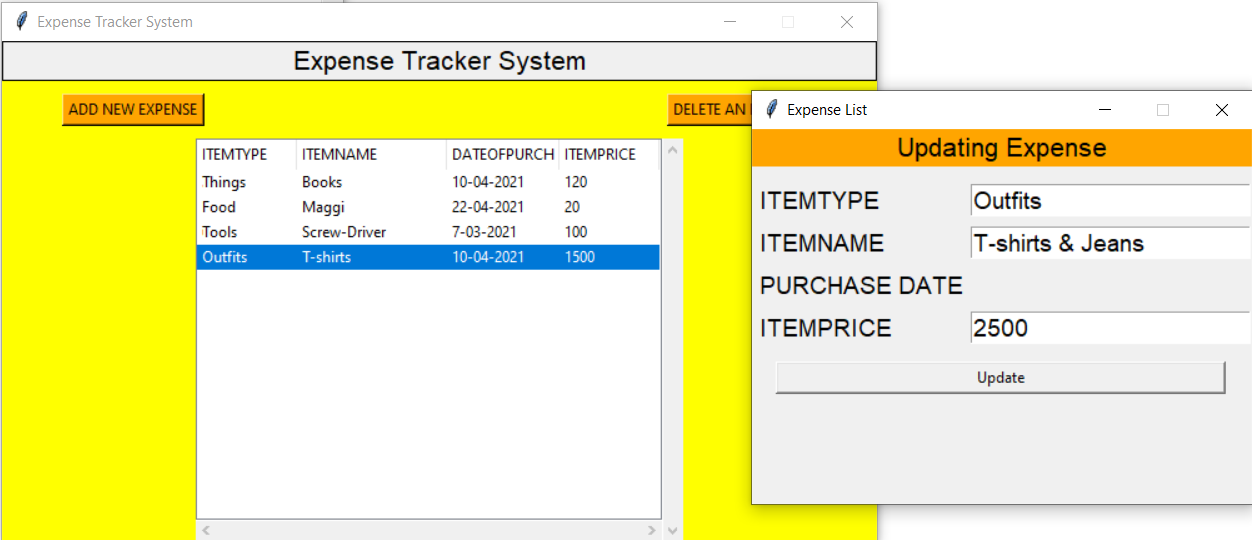 Expense Tracker System
Expense Tracker System
ADD NEW EXPENSE
DELETE AN
ITEMTYPE ITEMNAME DATEOFPURCH ITEMPRICE
Things Books 10-04-2021 120
Food Maggi 22-04-2021 20
Tools Screw-Driver 7-03-2021 100
Outfits T-shirts 10-04-2021 1500
Expense List
Updating Expense
ITEMTYPE Outfits
ITEMNAME T-shirts & Jeans
PURCHASE DATE
ITEMPRICE 2500
Update